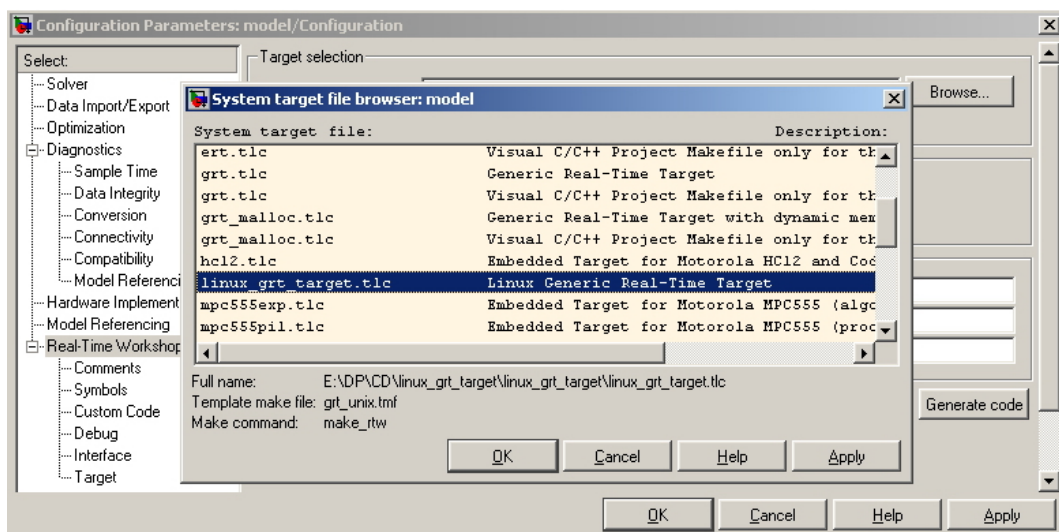 Configuration Parameters: model/Configuration
Select:
Solver
Data Import/Export
Optimization
Diagnostics
Sample Time
Data Integrity
Conversion
Connectivity
Compatibility
Model Referenci
Hardware Implement
Model Referencing
Real-Time Workshop
Comments
Symbols
Custom Code
Debug
Interface
Target
Target selection
Browse...
System target file browser: model
System target file: Description:
ert.tlc Visual C/C++ Project Makefile only for th
grt.tlc Generic Real-Time Target
grt.tlc Visual C/C++ Project Makefile only for th
grt_malloc.tlc Generic Real-Time Target with dynamic mem
grt_malloc.tlc Visual C/C++ Project Makefile only for th
hc12.tlc Embedded Target for Motorola HC12 and Cod
linux_grt_target.tlc Linux Generic Real-Time Target
mpc555exp.tlc Embedded Target for Motorola MPC555 (algo
mpc555pil.tlc Embedded Target for Motorola MPC555 (proc
Full name: E:\DP\CD\linux_grt_target\linux_grt_target\linux_grt_target.tlc
Template make file: grt_unix.tmf
Make command: make_rtw
OK Cancel Help Apply
Generate code
OK Cancel Help Apply